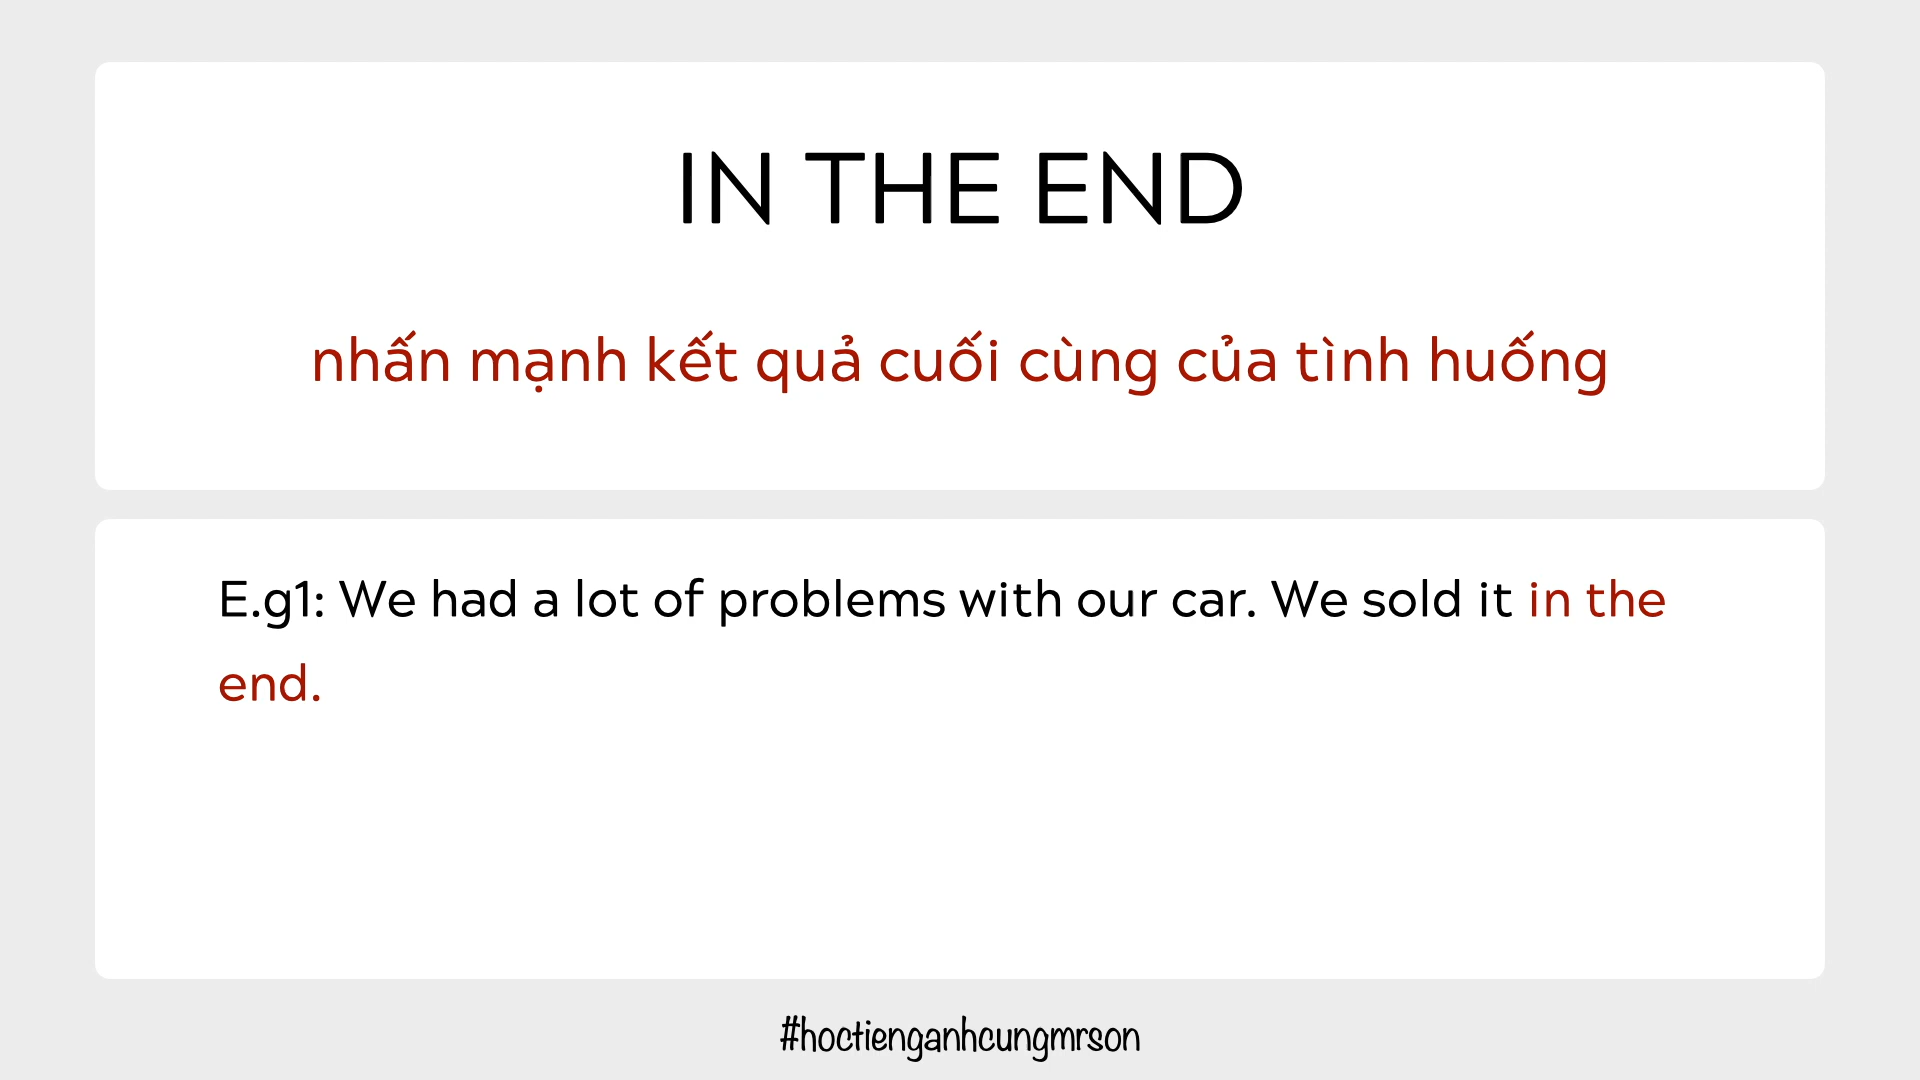 IN THE END
nhấn mạnh kết quả cuối cùng của tình huống
E.g1: We had a lot of problems with our car. We sold it in the
end.
#hoctienganhcungmrson